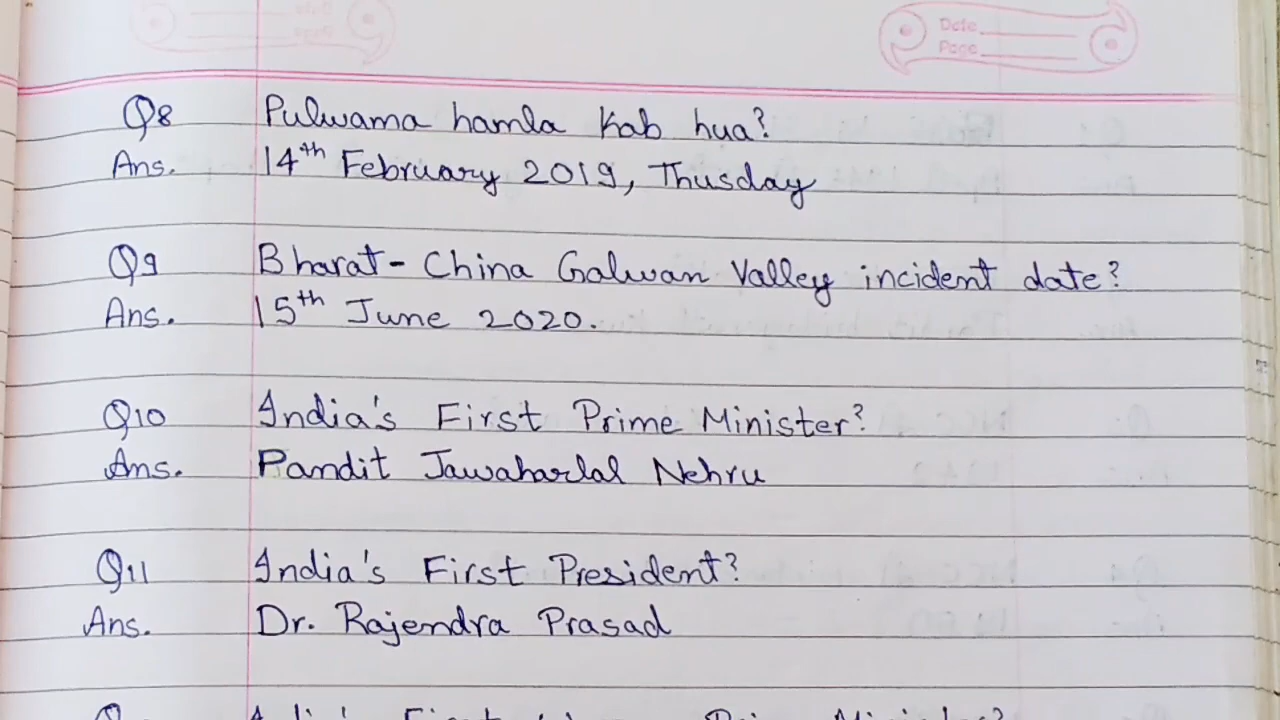 Date
Page
Q8 Pulwama hamla kab hua?
Ans. 14th February 2019, Thusday
Q9 Bharat-China Galwan Valley incident date?
Ans. 15th June 2020.
Q10 India's First Prime Minister?
Ans. Pandit Jawaharlal Nehru
Q11 India's First President?
Ans. Dr. Rajendra Prasad